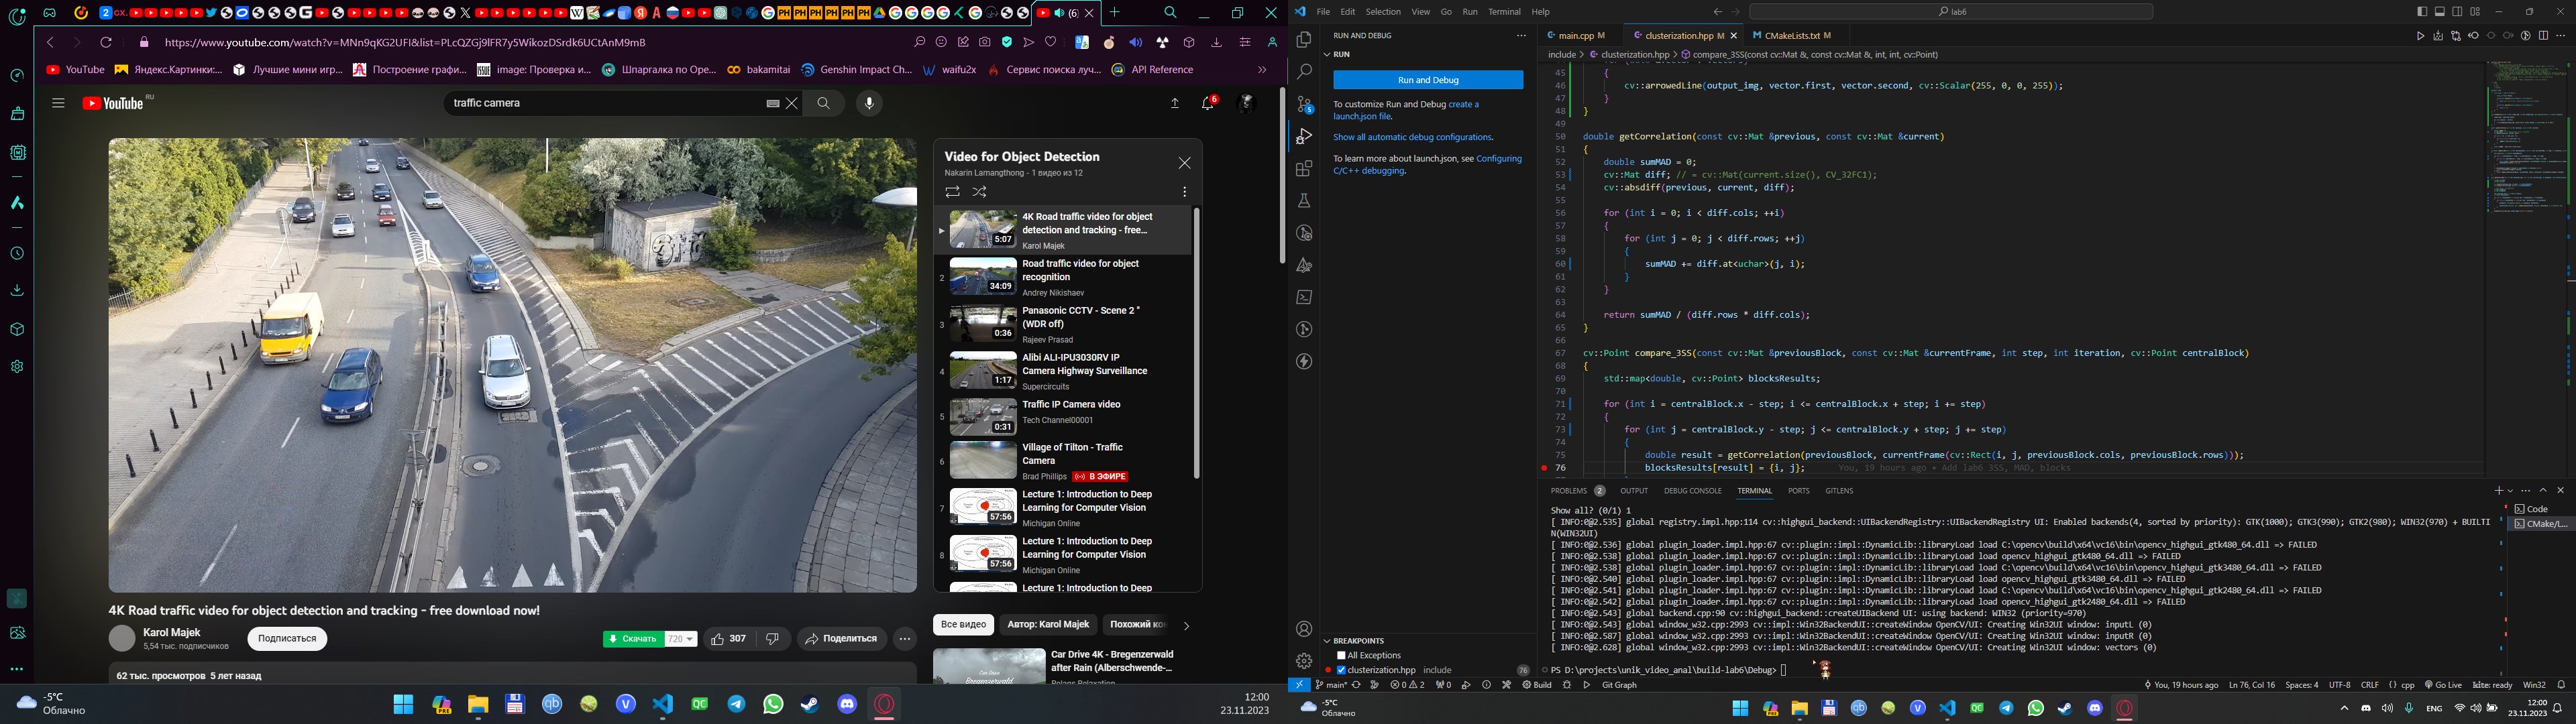 https://www.youtube.com/watch?v=MNn9qKG2UFI&list=PLcQZGj9lFR7y5WikozDSrdk6UCtAnM9mB
YouTube
Яндекс.Картинки:...
Лучшие мини игр...
Построение графи...
image: Проверка и...
Шпаргалка по Оpe...
bakamitai
Genshin Impact Ch...
waifu2x
Сервис поиска луч...
API Reference
YouTube RU
traffic camera
6
Video for Object Detection
Nakarin Lamangthong - 1 видео из 12
4K Road traffic video for object
detection and tracking - free...
Karol Majek
5:07
2
Road traffic video for object
recognition
Andrey Nikishaev
34:09
3
Panasonic CCTV - Scene 2 "
(WDR off)
Rajeev Prasad
0:36
4
Alibi ALI-IPU3030RV IP
Camera Highway Surveillance
Supercircuits
1:17
5
Traffic IP Camera video
Tech Channel00001
0:31
6
Village of Tilton - Traffic
Camera
Brad Phillips В ЭФИРЕ
7
Lecture 1: Introduction to Deep
Learning for Computer Vision
Michigan Online
57:56
8
Lecture 1: Introduction to Deep
Learning for Computer Vision
Michigan Online
57:56
Lecture 1: Introduction to Deep
4K Road traffic video for object detection and tracking - free download now!
Karol Majek
5,54 тыс. подписчиков
Подписаться
Скачать 720
307
Поделиться
62 тыс. просмотров 5 лет назад
Все видео
Автор: Karol Majek
Похожий ко
Car Drive 4K - Bregenzerwald
after Rain (Alberschwende-...
-5°C
Облачно
12:00
23.11.2023
File Edit Selection View Go Run Terminal Help
lab6
RUN AND DEBUG
RUN
Run and Debug
To customize Run and Debug create a
launch.json file.
Show all automatic debug configurations.
To learn more about launch.json, see Configuring
C/C++ debugging.
BREAKPOINTS
All Exceptions
clusterization.hpp include 76
main.cpp M
clusterization.hpp M
CMakeLists.txt M
include > clusterization.hpp > compare_3SS(const cv::Mat &, const cv::Mat &, int, int, cv::Point)
45 {
46 cv::arrowedLine(output_img, vector.first, vector.second, cv::Scalar(255, 0, 0, 255));
47 }
48 }
49
50 double getCorrelation(const cv::Mat &previous, const cv::Mat &current)
51 {
52 double sumMAD = 0;
53 cv::Mat diff; // = cv::Mat(current.size(), CV_32FC1);
54 cv::absdiff(previous, current, diff);
55
56 for (int i = 0; i < diff.cols; ++i)
57 {
58 for (int j = 0; j < diff.rows; ++j)
59 {
60 sumMAD += diff.at<uchar>(j, i);
61 }
62 }
63
64 return sumMAD / (diff.rows * diff.cols);
65 }
66
67 cv::Point compare_3SS(const cv::Mat &previousBlock, const cv::Mat &currentFrame, int step, int iteration, cv::Point centralBlock)
68 {
69 std::map<double, cv::Point> blocksResults;
70
71 for (int i = centralBlock.x - step; i <= centralBlock.x + step; i += step)
72 {
73 for (int j = centralBlock.y - step; j <= centralBlock.y + step; j += step)
74 {
75 double result = getCorrelation(previousBlock, currentFrame(cv::Rect(i, j, previousBlock.cols, previousBlock.rows)));
76 blocksResults[result] = {i, j}; You, 19 hours ago • Add lab6 3SS, MAD, blocks
PROBLEMS 2 OUTPUT DEBUG CONSOLE TERMINAL PORTS GITLENS
Show all? (0/1) 1
[ INFO:0@2.535] global registry.impl.hpp:114 cv::highgui_backend::UIBackendRegistry::UIBackendRegistry UI: Enabled backends(4, sorted by priority): GTK(1000); GTK3(990); GTK2(980); WIN32(970) + BUILTI
N(WIN32UI)
[ INFO:0@2.536] global plugin_loader.impl.hpp:67 cv::plugin::impl::DynamicLib::libraryLoad load C:\opencv\build\x64\vc16\bin\opencv_highgui_gtk480_64.dll => FAILED
[ INFO:0@2.538] global plugin_loader.impl.hpp:67 cv::plugin::impl::DynamicLib::libraryLoad load opencv_highgui_gtk480_64.dll => FAILED
[ INFO:0@2.538] global plugin_loader.impl.hpp:67 cv::plugin::impl::DynamicLib::libraryLoad load C:\opencv\build\x64\vc16\bin\opencv_highgui_gtk3480_64.dll => FAILED
[ INFO:0@2.540] global plugin_loader.impl.hpp:67 cv::plugin::impl::DynamicLib::libraryLoad load opencv_highgui_gtk3480_64.dll => FAILED
[ INFO:0@2.541] global plugin_loader.impl.hpp:67 cv::plugin::impl::DynamicLib::libraryLoad load C:\opencv\build\x64\vc16\bin\opencv_highgui_gtk2480_64.dll => FAILED
[ INFO:0@2.542] global plugin_loader.impl.hpp:67 cv::plugin::impl::DynamicLib::libraryLoad load opencv_highgui_gtk2480_64.dll => FAILED
[ INFO:0@2.543] global backend.cpp:90 cv::highgui_backend::createUIBackend UI: using backend: WIN32 (priority=970)
[ INFO:0@2.543] global window_w32.cpp:2993 cv::impl::Win32BackendUI::createWindow OpenCV/UI: Creating Win32UI window: inputL (0)
[ INFO:0@2.587] global window_w32.cpp:2993 cv::impl::Win32BackendUI::createWindow OpenCV/UI: Creating Win32UI window: inputR (0)
[ INFO:0@2.628] global window_w32.cpp:2993 cv::impl::Win32BackendUI::createWindow OpenCV/UI: Creating Win32UI window: vectors (0)
PS D:\projects\unik_video_anal\build-lab6\Debug>
Code
CMake/L...
main* 0 2 0 Build Git Graph
You, 19 hours ago Ln 76, Col 16 Spaces: 4 UTF-8 CRLF {} cpp Go Live kite: ready Win32
-5°C
Облачно
ENG
12:00
23.11.2023